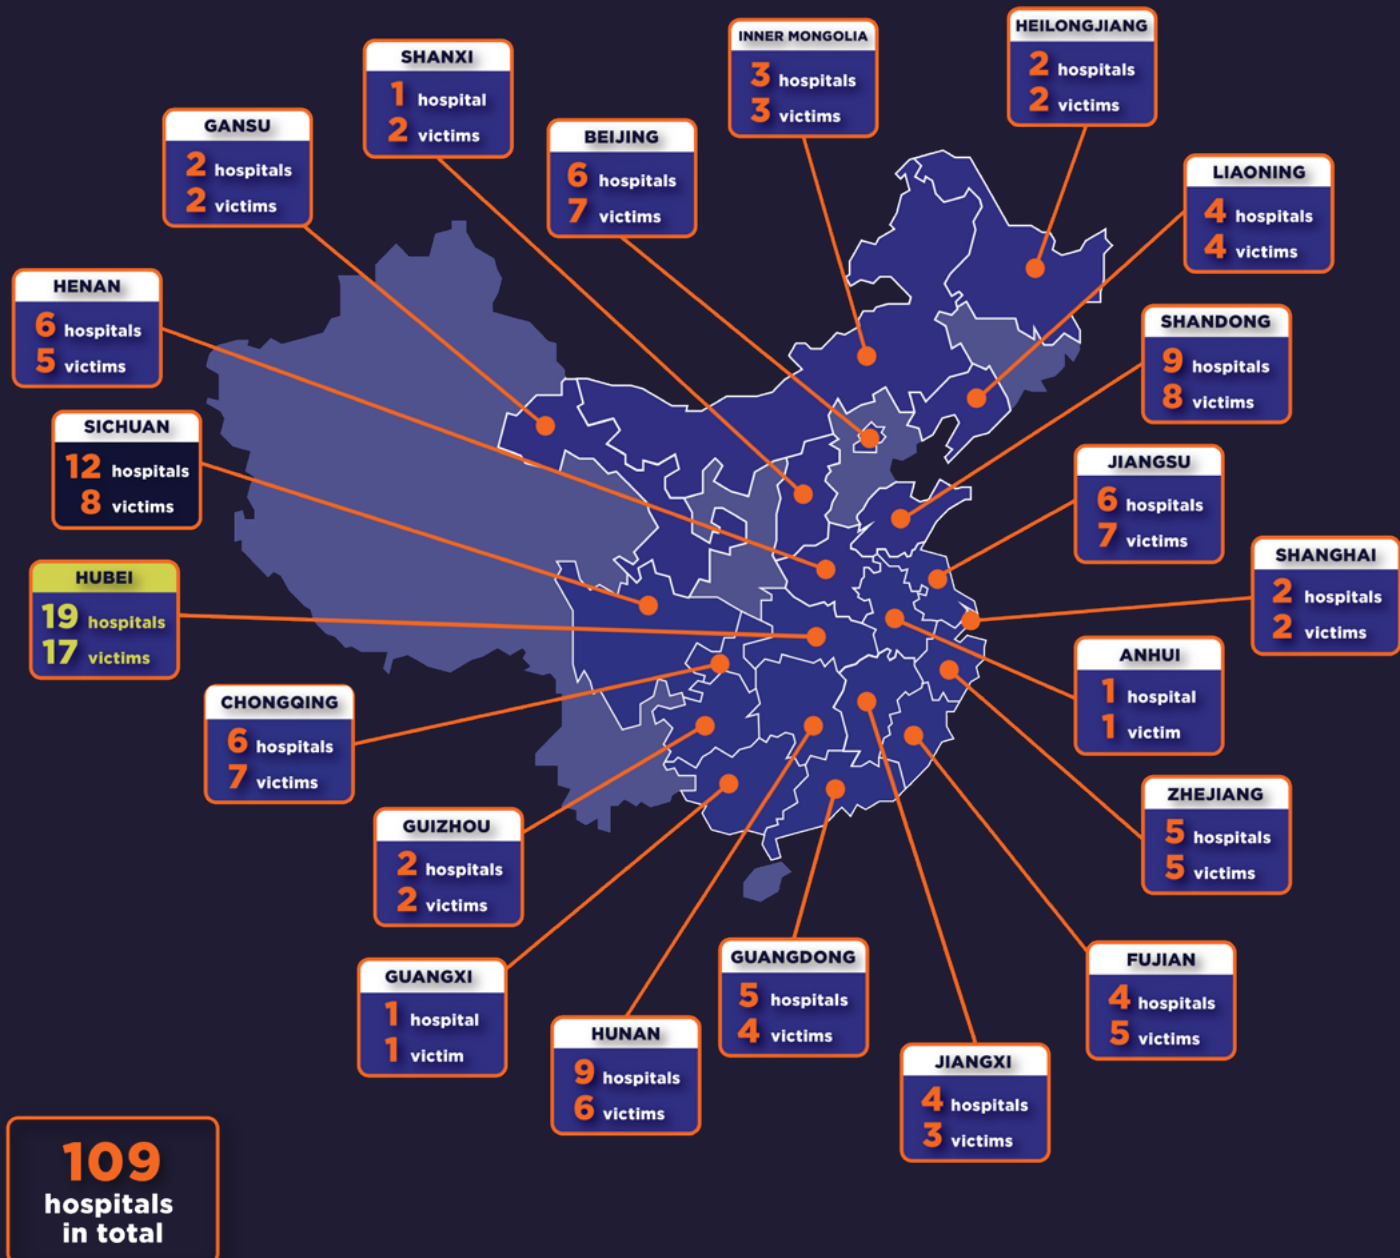 INNER MONGOLIA
3 hospitals
3 victims
HEILONGJIANG
2 hospitals
2 victims
SHANXI
1 hospital
2 victims
GANSU
2 hospitals
2 victims
BEIJING
6 hospitals
7 victims
LIAONING
4 hospitals
4 victims
HENAN
6 hospitals
5 victims
SHANDONG
9 hospitals
8 victims
SICHUAN
12 hospitals
8 victims
JIANGSU
6 hospitals
7 victims
SHANGHAI
2 hospitals
2 victims
HUBEI
19 hospitals
17 victims
ANHUI
1 hospital
1 victim
CHONGQING
6 hospitals
7 victims
ZHEJIANG
5 hospitals
5 victims
GUIZHOU
2 hospitals
2 victims
GUANGXI
1 hospital
1 victim
HUNAN
9 hospitals
6 victims
GUANGDONG
5 hospitals
4 victims
JIANGXI
4 hospitals
3 victims
FUJIAN
4 hospitals
5 victims
109
hospitals
in total